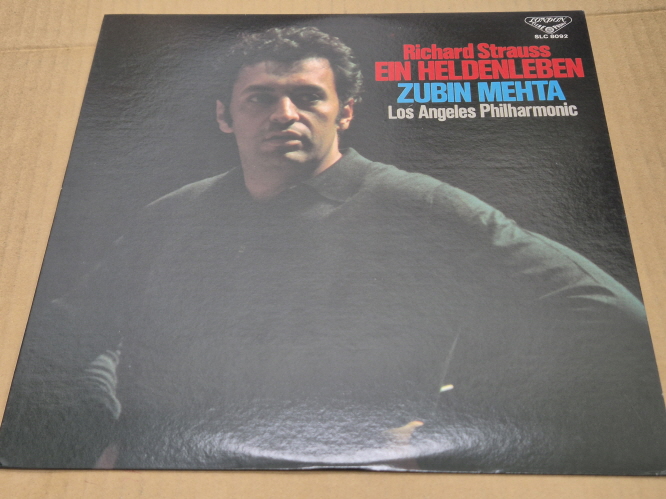 LONDON
SLC 8092
Richard Strauss
EIN HELDENLEBEN
ZUBIN MEHTA
Los Angeles Philharmonic